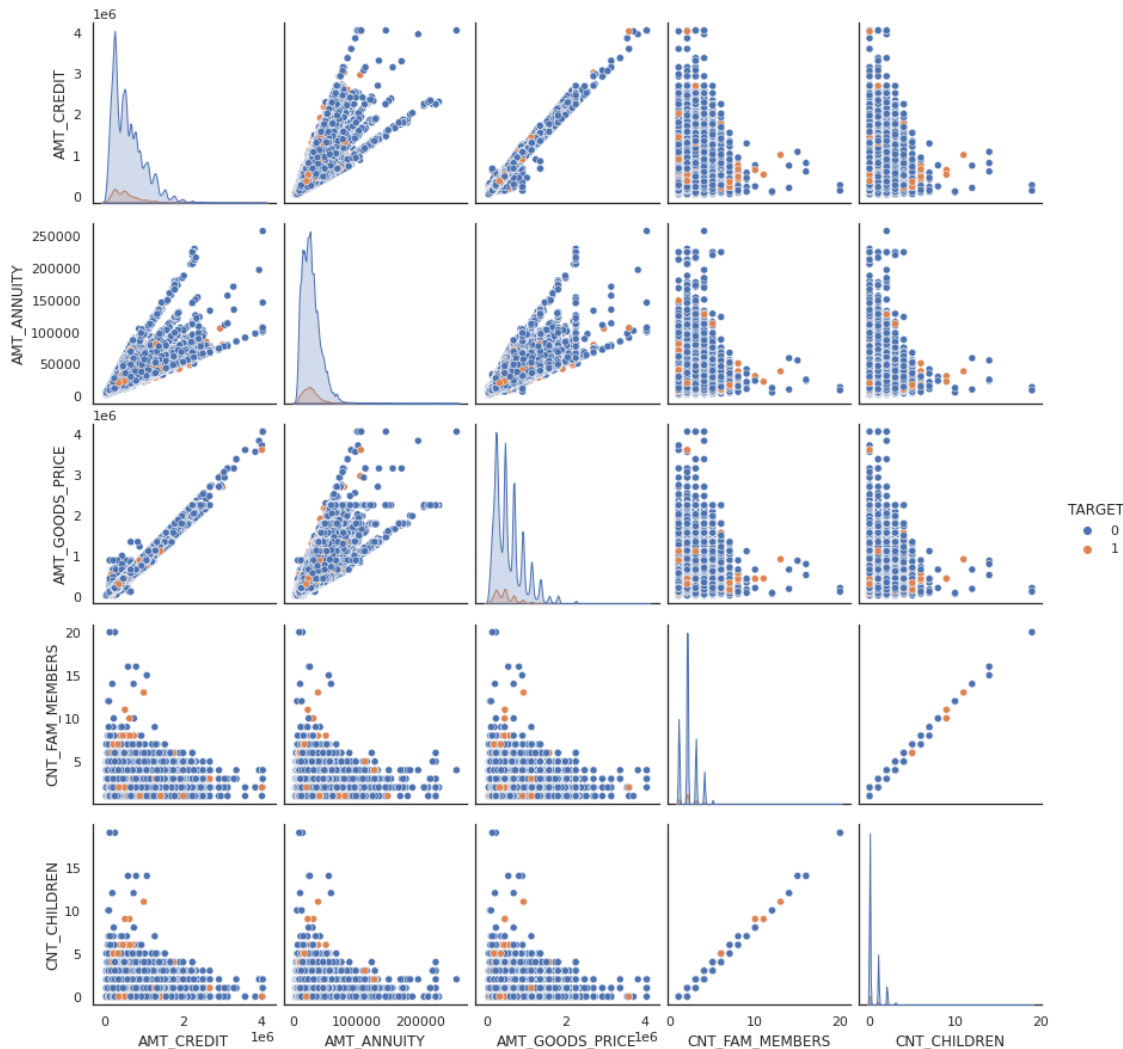 1e6
4
3
2
1
0
AMT_CREDIT
250000
200000
150000
100000
50000
0
AMT_ANNUITY
1e6
4
3
2
1
0
AMT_GOODS_PRICE
TARGET
0
1
20
15
10
5
CNT_FAM_MEMBERS
15
10
5
0
CNT_CHILDREN
0 2 4 0 100000 200000 0 2 4 0 10 20 0 10 20
1e6 1e6
AMT_CREDIT AMT_ANNUITY AMT_GOODS_PRICE CNT_FAM_MEMBERS CNT_CHILDREN